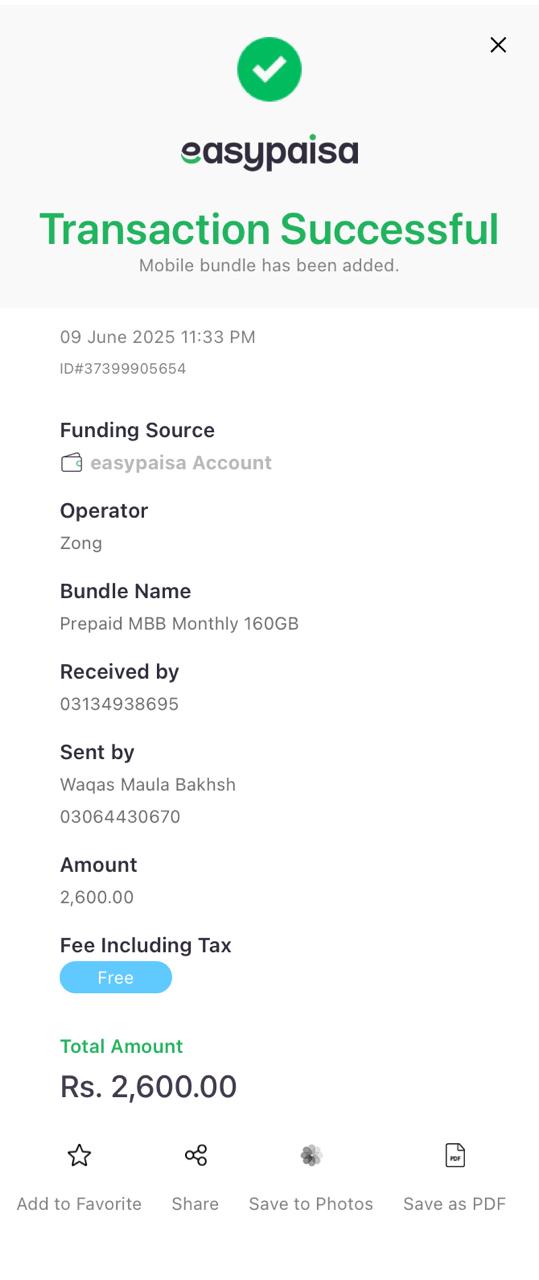 easypaisa
Transaction Successful
Mobile bundle has been added.
09 June 2025 11:33 PM
ID#37399905654
Funding Source
easypaisa Account
Operator
Zong
Bundle Name
Prepaid MBB Monthly 160GB
Received by
03134938695
Sent by
Waqas Maula Bakhsh
03064430670
Amount
2,600.00
Fee Including Tax
Free
Total Amount
Rs. 2,600.00
PDF
Add to Favorite Share Save to Photos Save as PDF